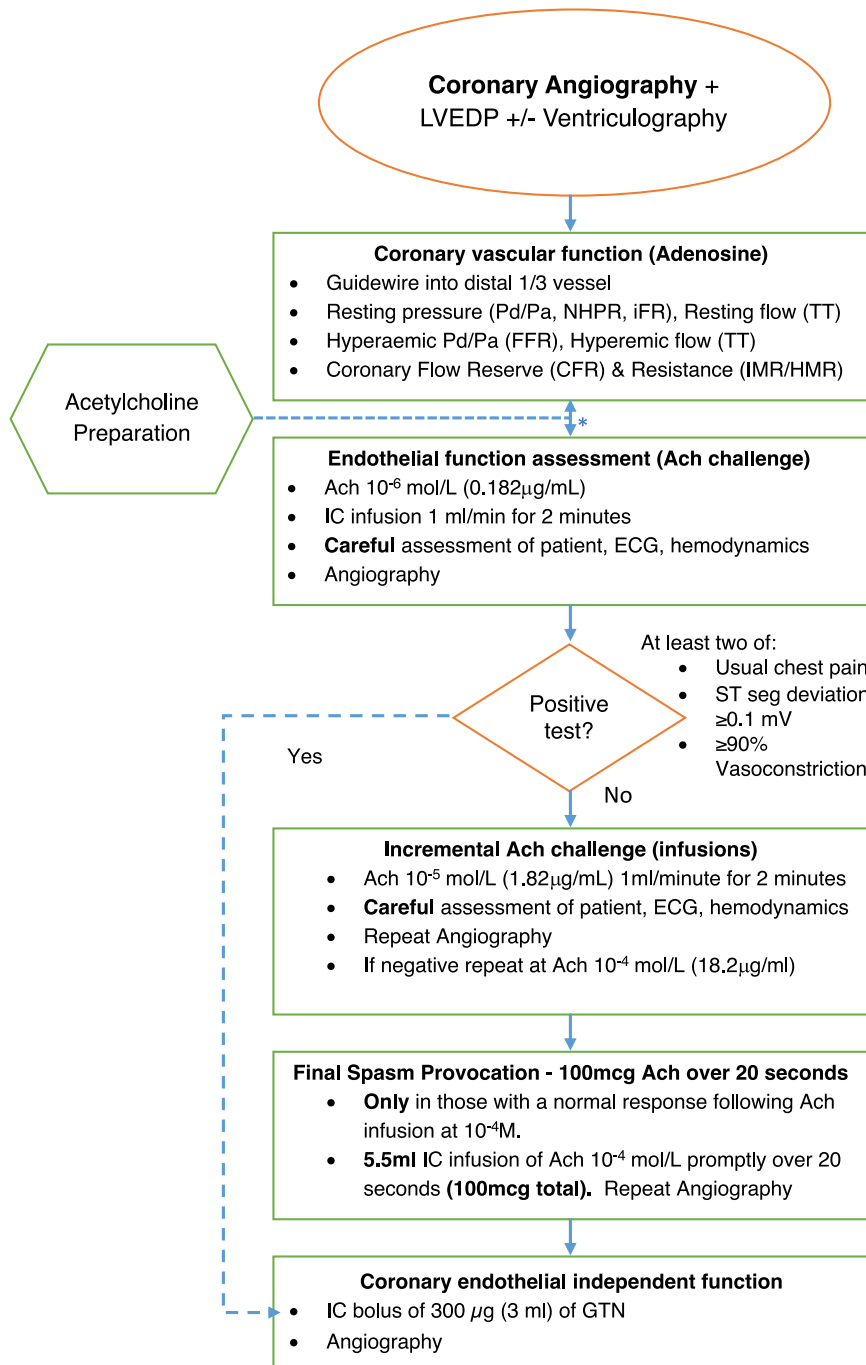 Coronary Angiography +
LVEDP +/- Ventriculography
Coronary vascular function (Adenosine)
• Guidewire into distal 1/3 vessel
• Resting pressure (Pd/Pa, NHPR, iFR), Resting flow (TT)
• Hyperaemic Pd/Pa (FFR), Hyperemic flow (TT)
• Coronary Flow Reserve (CFR) & Resistance (IMR/HMR)
Acetylcholine
Preparation
*
Endothelial function assessment (Ach challenge)
• Ach 10⁻⁶ mol/L (0.182µg/mL)
• IC infusion 1 ml/min for 2 minutes
• Careful assessment of patient, ECG, hemodynamics
• Angiography
At least two of:
• Usual chest pain
• ST seg deviation
≥0.1 mV
• ≥90%
Vasoconstriction
Positive
test?
Yes
No
Incremental Ach challenge (infusions)
• Ach 10⁻⁵ mol/L (1.82µg/mL) 1ml/minute for 2 minutes
• Careful assessment of patient, ECG, hemodynamics
• Repeat Angiography
• If negative repeat at Ach 10⁻⁴ mol/L (18.2µg/ml)
Final Spasm Provocation - 100mcg Ach over 20 seconds
• Only in those with a normal response following Ach
infusion at 10⁻⁴M.
• 5.5ml IC infusion of Ach 10⁻⁴ mol/L promptly over 20
seconds (100mcg total). Repeat Angiography
Coronary endothelial independent function
• IC bolus of 300 µg (3 ml) of GTN
• Angiography